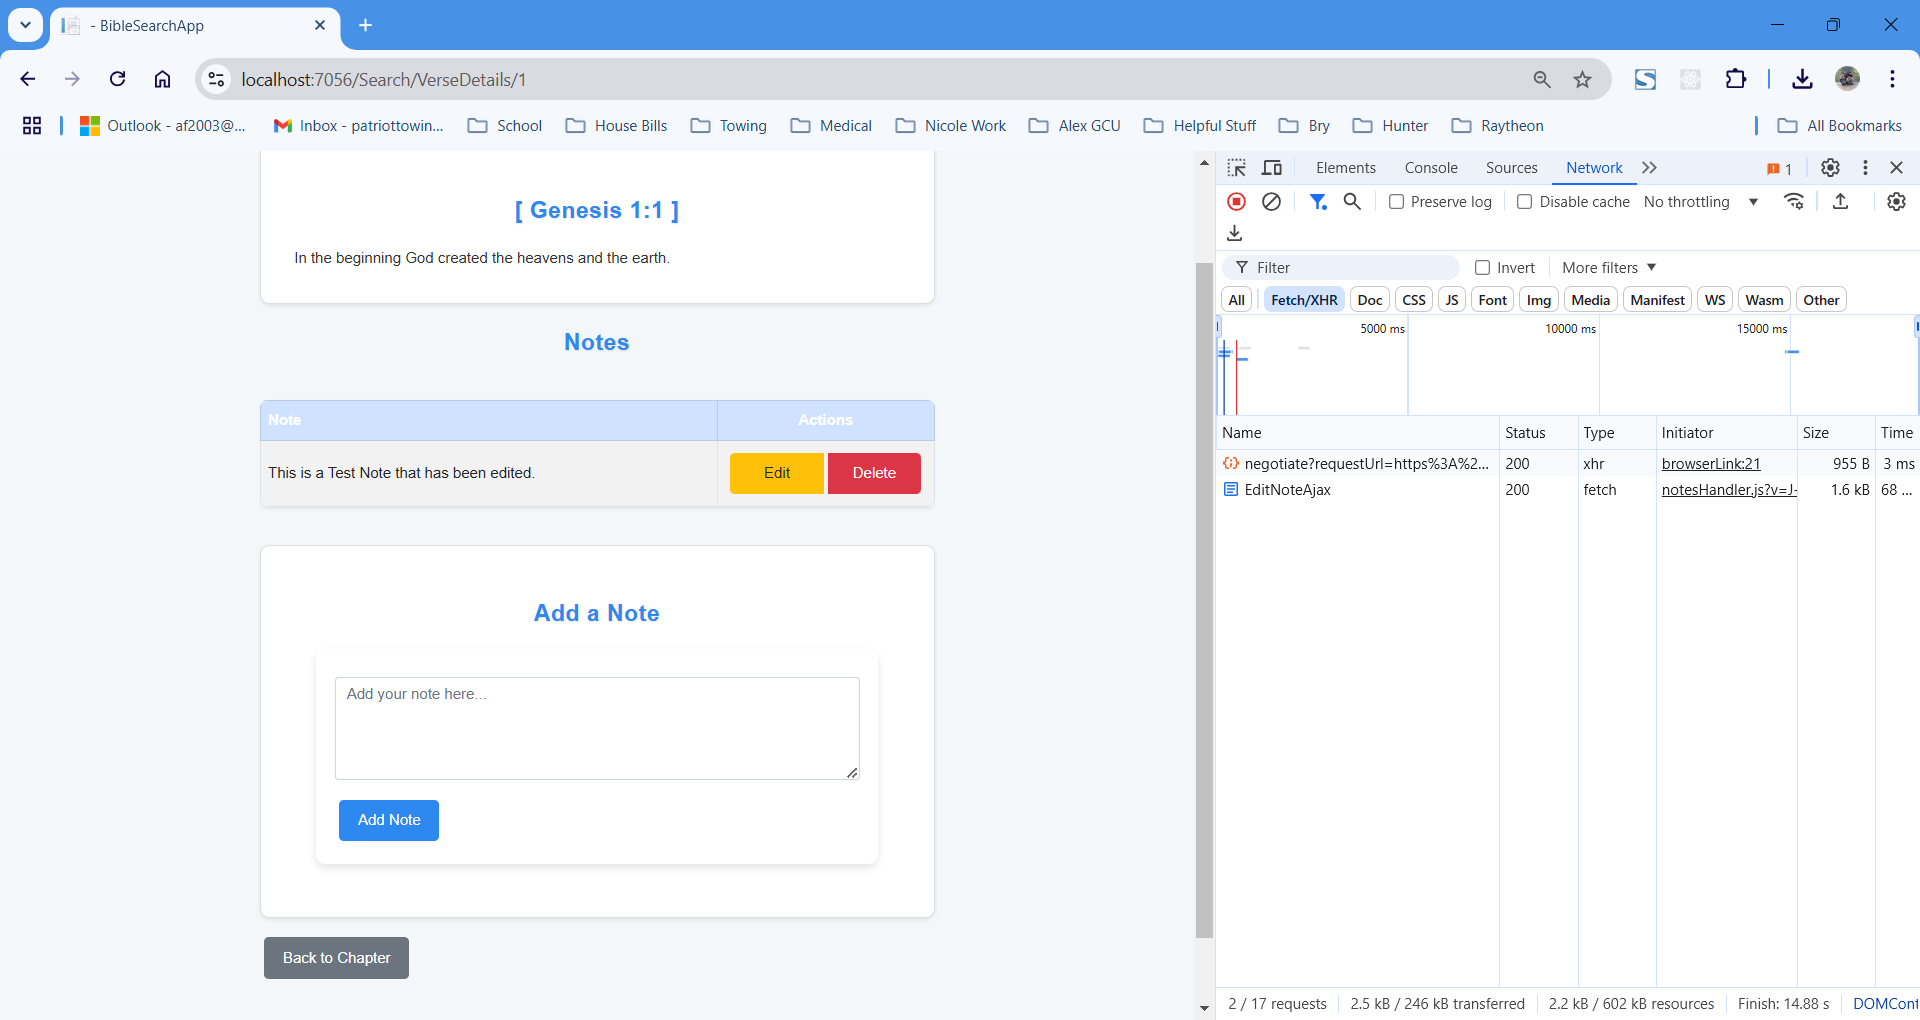 - BibleSearchApp
localhost:7056/Search/VerseDetails/1
Outlook - af2003@...
Inbox - patriottowin...
School
House Bills
Towing
Medical
Nicole Work
Alex GCU
Helpful Stuff
Bry
Hunter
Raytheon
All Bookmarks
[ Genesis 1:1 ]
In the beginning God created the heavens and the earth.
Notes
Note Actions
This is a Test Note that has been edited. Edit Delete
Add a Note
Add your note here...
Add Note
Back to Chapter
Elements Console Sources Network 1
Preserve log Disable cache No throttling
Filter Invert More filters
All Fetch/XHR Doc CSS JS Font Img Media Manifest WS Wasm Other
5000 ms 10000 ms 15000 ms
Name Status Type Initiator Size Time
negotiate?requestUrl=https%3A%2... 200 xhr browserLink:21 955 B 3 ms
EditNoteAjax 200 fetch notesHandler.js?v=J- 1.6 kB 68 ...
2 / 17 requests 2.5 kB / 246 kB transferred 2.2 kB / 602 kB resources Finish: 14.88 s DOMCont